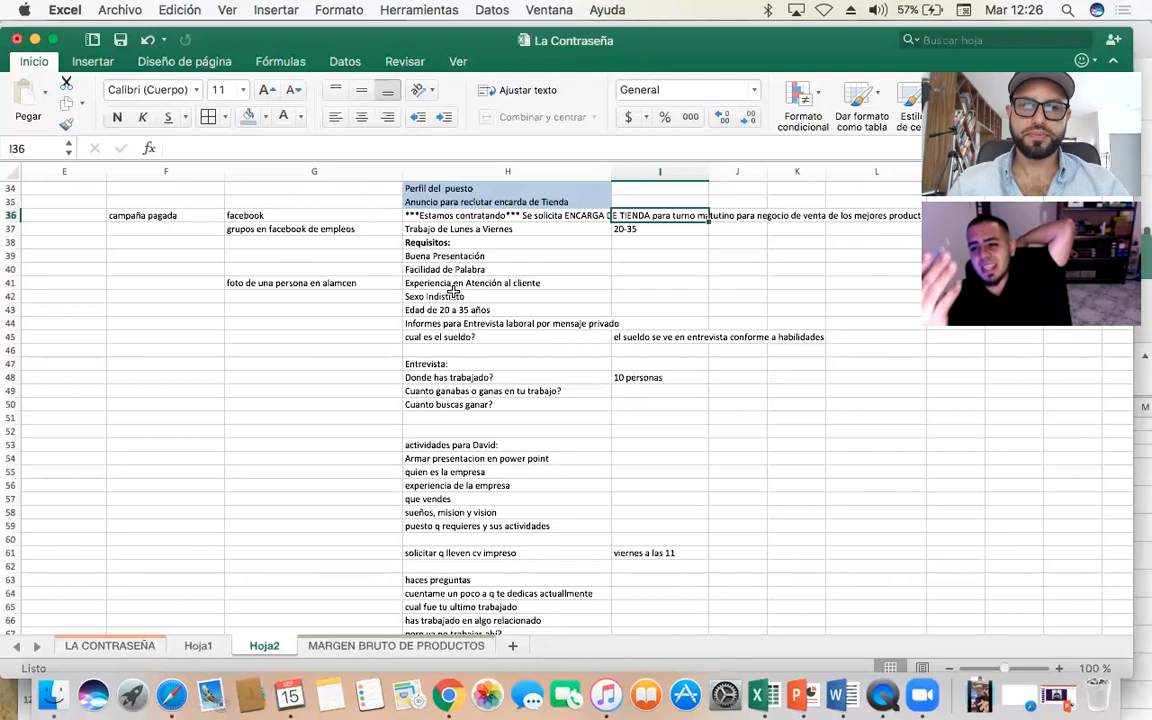 Excel Archivo Edición Ver Insertar Formato Herramientas Datos Ventana Ayuda 57% Mar 12:26
La Contraseña Buscar hoja
Inicio Insertar Diseño de página Fórmulas Datos Revisar Ver
Calibri (Cuerpo) 11 A A Ajustar texto General
Pegar N K S A Combinar y centrar $ % 000 Formato condicional Dar formato como tabla
I36 fx
E F G H I J K L
34 Perfil del puesto
35 Anuncio para reclutar encarda de Tienda
36 campaña pagada facebook ***Estamos contratando*** Se solicita ENCARGA DE TIENDA para turno matutino para negocio de venta de los mejores product
37 grupos en facebook de empleos Trabajo de Lunes a Viernes 20-35
38 Requisitos:
39 Buena Presentación
40 Facilidad de Palabra
41 foto de una persona en alamcen Experiencia en Atención al cliente
42 Sexo Indistinto
43 Edad de 20 a 35 años
44 Informes para Entrevista laboral por mensaje privado
45 cual es el sueldo? el sueldo se ve en entrevista conforme a habilidades
46
47 Entrevista:
48 Donde has trabajado? 10 personas
49 Cuanto ganabas o ganas en tu trabajo?
50 Cuanto buscas ganar?
51
52
53 actividades para David:
54 Armar presentacion en power point
55 quien es la empresa
56 experiencia de la empresa
57 que vendes
58 sueños, mision y vision
59 puesto q requieres y sus actividades
60
61 solicitar q lleven cv impreso viernes a las 11
62
63 haces preguntas
64 cuentame un poco a q te dedicas actuallmente
65 cual fue tu ultimo trabajado
66 has trabajado en algo relacionado
LA CONTRASEÑA Hoja1 Hoja2 MARGEN BRUTO DE PRODUCTOS
Listo 100 %
SEP
15